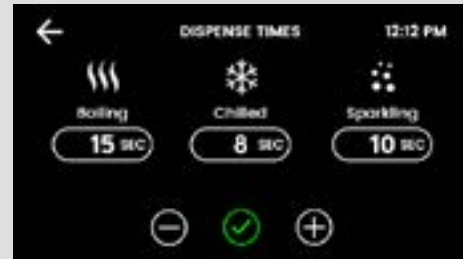 DISPENSE TIMES 12:12 PM
Boiling Chilled Sparkling
15 SEC 8 SEC 10 SEC